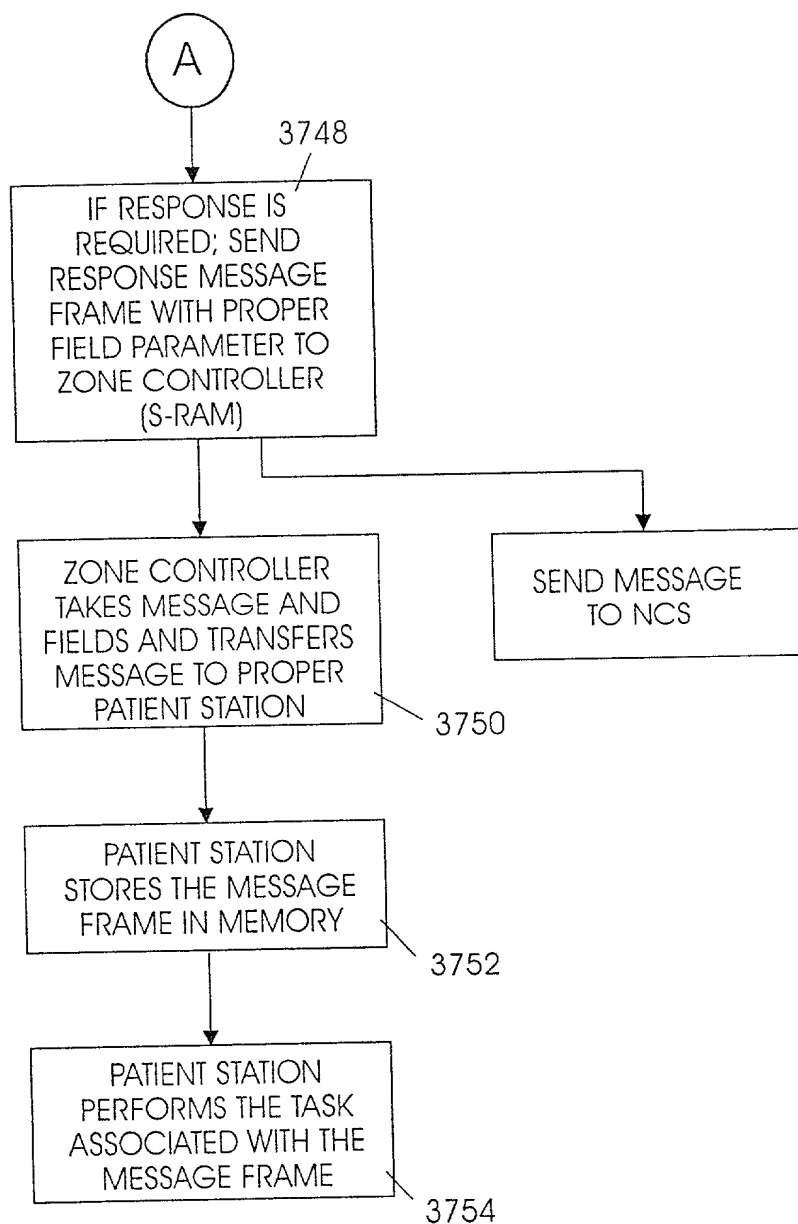 A
3748
IF RESPONSE IS
REQUIRED; SEND
RESPONSE MESSAGE
FRAME WITH PROPER
FIELD PARAMETER TO
ZONE CONTROLLER
(S-RAM)
ZONE CONTROLLER
TAKES MESSAGE AND
FIELDS AND TRANSFERS
MESSAGE TO PROPER
PATIENT STATION
3750
SEND MESSAGE
TO NCS
PATIENT STATION
STORES THE MESSAGE
FRAME IN MEMORY
3752
PATIENT STATION
PERFORMS THE TASK
ASSOCIATED WITH THE
MESSAGE FRAME
3754